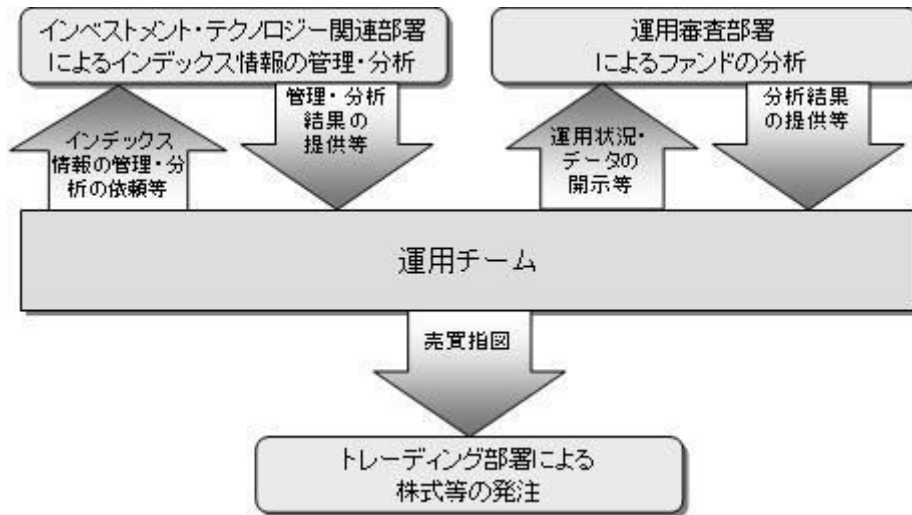 インベストメント・テクノロジー関連部署
によるインデックス情報の管理・分析
運用審査部署
によるファンドの分析
インデックス
情報の管理・分
析の依頼等
管理・分析
結果の
提供等
運用状況・
データの
開示等
分析結果
の提供等
運用チーム
売買指図
トレーディング部署による
株式等の発注